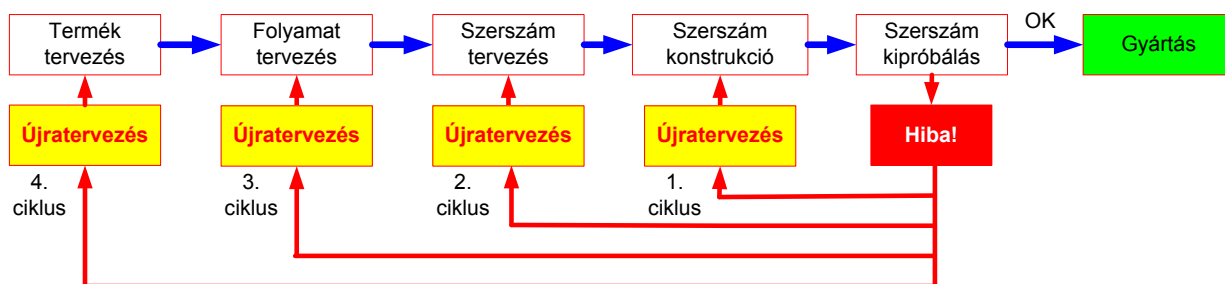 Termék
tervezés
Folyamat
tervezés
Szerszám
tervezés
Szerszám
konstrukció
Szerszám
kipróbálás
OK
Gyártás
Újratervezés
Újratervezés
Újratervezés
Újratervezés
Hiba!
4.
ciklus
3.
ciklus
2.
ciklus
1.
ciklus